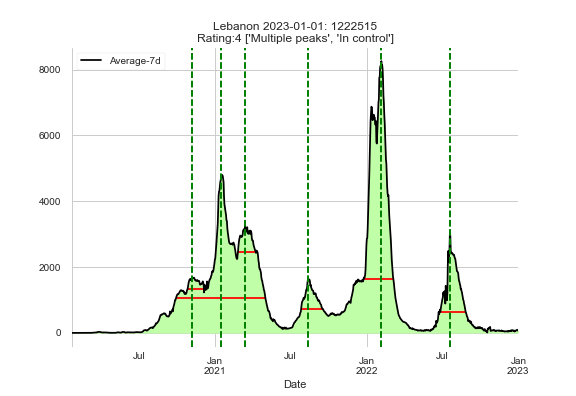 Lebanon 2023-01-01: 1222515
Rating:4 ['Multiple peaks', 'In control']
Average-7d
8000
6000
4000
2000
0
Jul
Jan
2021
Jul
Jan
2022
Jul
Jan
2023
Date